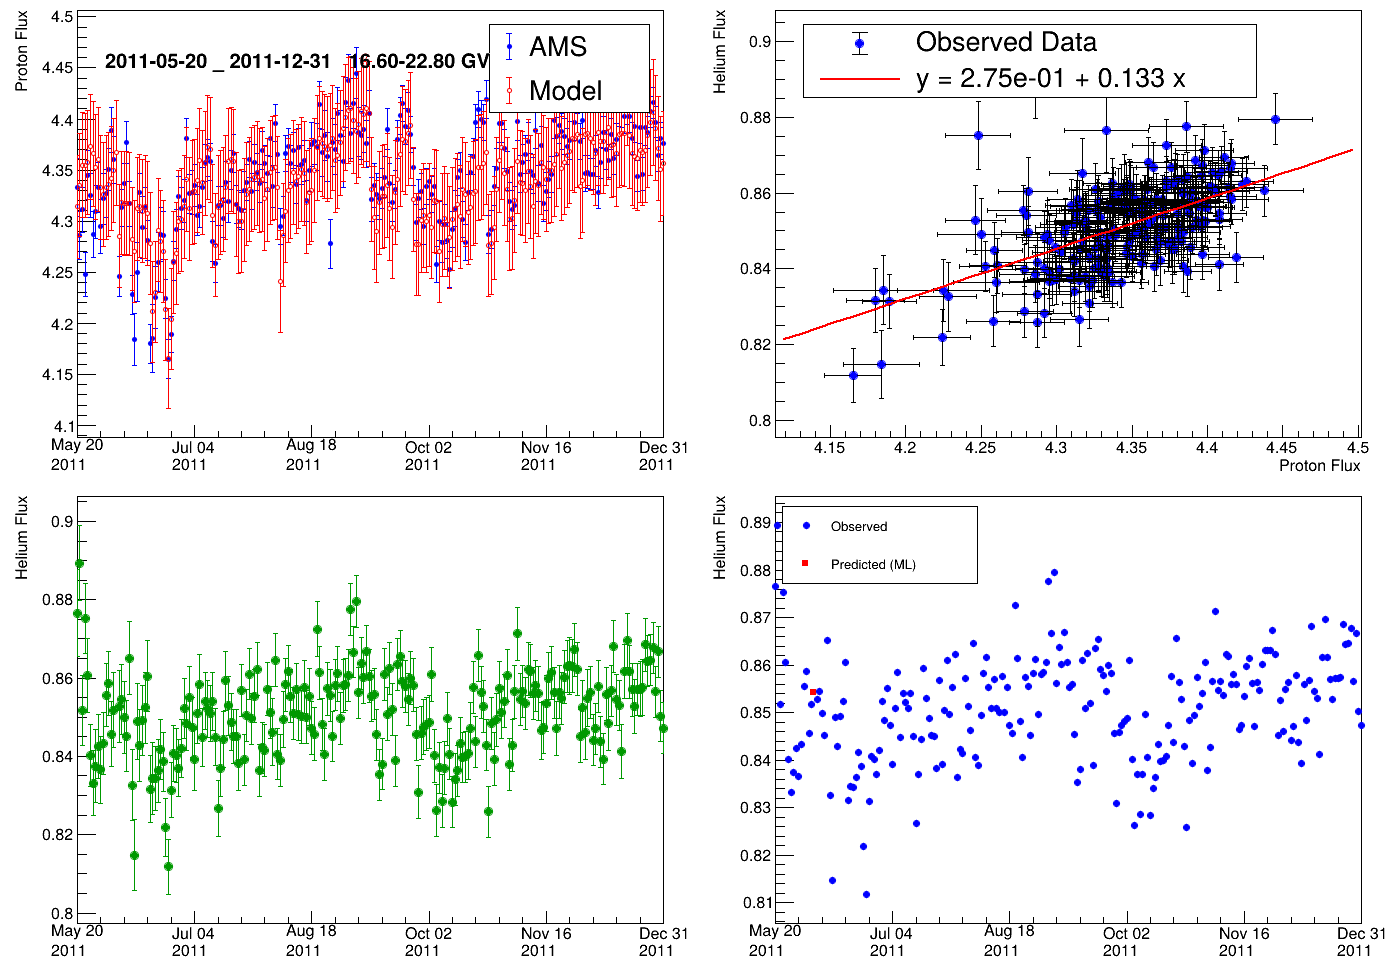 Proton Flux
4.5
4.45
4.4
4.35
4.3
4.25
4.2
4.15
4.1
2011-05-20 _ 2011-12-31 16.60-22.80 GV
AMS
Model
May 20
2011
Jul 04
2011
Aug 18
2011
Oct 02
2011
Nov 16
2011
Dec 31
2011
Helium Flux
0.9
0.88
0.86
0.84
0.82
0.8
Observed Data
y = 2.75e-01 + 0.133 x
4.15
4.2
4.25
4.3
4.35
4.4
4.45
4.5
Proton Flux
Helium Flux
0.9
0.88
0.86
0.84
0.82
0.8
May 20
2011
Jul 04
2011
Aug 18
2011
Oct 02
2011
Nov 16
2011
Dec 31
2011
Helium Flux
0.89
0.88
0.87
0.86
0.85
0.84
0.83
0.82
0.81
Observed
Predicted (ML)
May 20
2011
Jul 04
2011
Aug 18
2011
Oct 02
2011
Nov 16
2011
Dec 31
2011